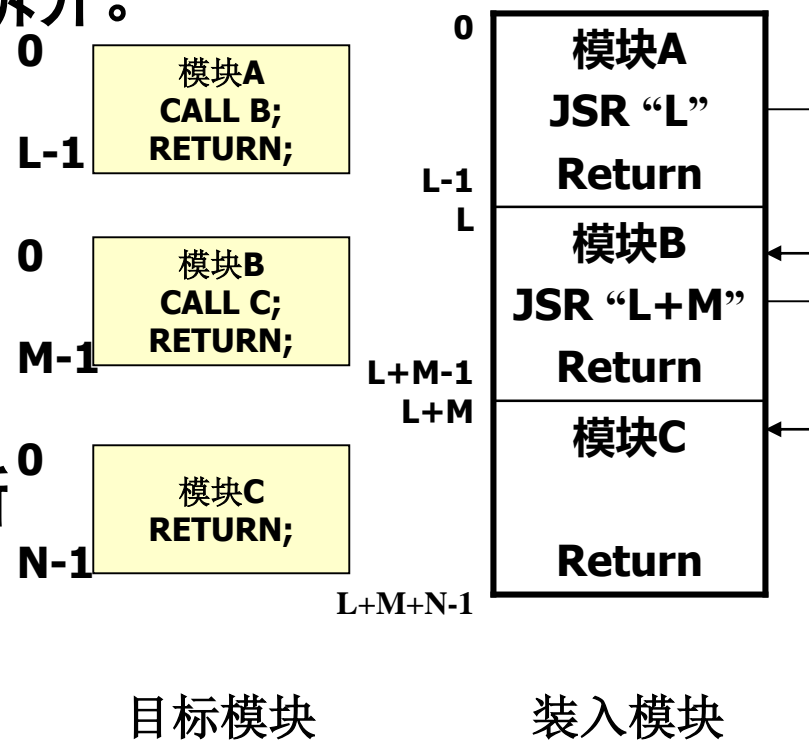 拆开。
0
模块A
CALL B;
RETURN;
L-1
0
模块B
CALL C;
RETURN;
M-1
0
模块C
RETURN;
N-1
目标模块
0
模块A
JSR “L”
Return
L-1
L
模块B
JSR “L+M”
Return
L+M-1
L+M
模块C
Return
L+M+N-1
装入模块